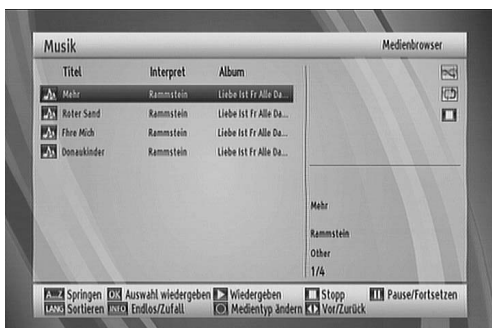 Musik Medienbrowser
Titel Interpret Album
Mehr Rammstein Liebe Ist Fr Alle Da...
Roter Sand Rammstein Liebe Ist Fr Alle Da...
Fhre Mich Rammstein Liebe Ist Fr Alle Da...
Donaukinder Rammstein Liebe Ist Fr Alle Da...
Mehr
Rammstein
Other
1/4
A...Z Springen OK Auswahl wiedergeben Wiedergeben Stopp Pause/Fortsetzen
LANG Sortieren INFO Endlos/Zufall Medientyp ändern Vor/Zurück